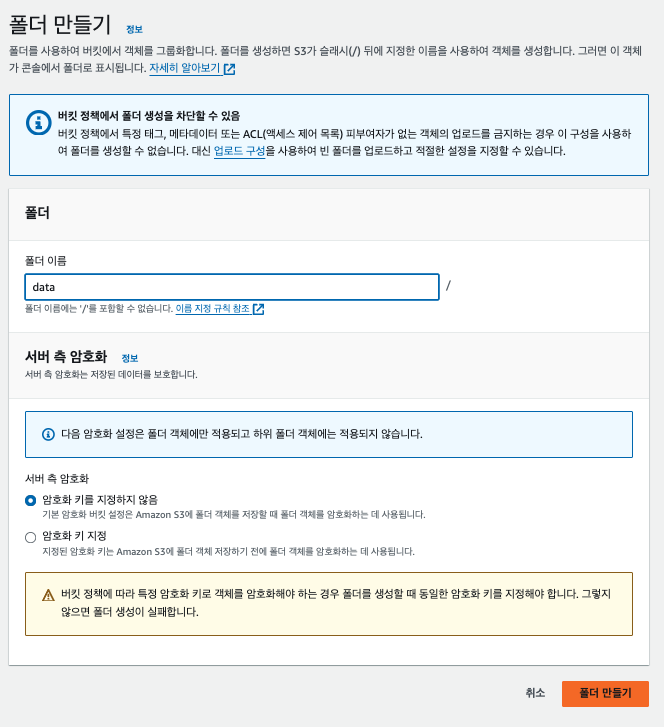 폴더 만들기 정보
폴더를 사용하여 버킷에서 객체를 그룹화합니다. 폴더를 생성하면 S3가 슬래시(/) 뒤에 지정한 이름을 사용하여 객체를 생성합니다. 그러면 이 객체
가 콘솔에서 폴더로 표시됩니다. 자세히 알아보기
버킷 정책에서 폴더 생성을 차단할 수 있음
버킷 정책에서 특정 태그, 메타데이터 또는 ACL(액세스 제어 목록) 피부여자가 없는 객체의 업로드를 금지하는 경우 이 구성을 사용하
여 폴더를 생성할 수 없습니다. 대신 업로드 구성을 사용하여 빈 폴더를 업로드하고 적절한 설정을 지정할 수 있습니다.
폴더
폴더 이름
data /
폴더 이름에는 '/'를 포함할 수 없습니다. 이름 지정 규칙 참조
서버 측 암호화 정보
서버 측 암호화는 저장된 데이터를 보호합니다.
다음 암호화 설정은 폴더 객체에만 적용되고 하위 폴더 객체에는 적용되지 않습니다.
서버 측 암호화
암호화 키를 지정하지 않음
기본 암호화 버킷 설정은 Amazon S3에 폴더 객체를 저장할 때 폴더 객체를 암호화하는 데 사용됩니다.
암호화 키 지정
지정된 암호화 키는 Amazon S3에 폴더 객체 저장하기 전에 폴더 객체를 암호화하는 데 사용됩니다.
버킷 정책에 따라 특정 암호화 키로 객체를 암호화해야 하는 경우 폴더를 생성할 때 동일한 암호화 키를 지정해야 합니다. 그렇지
않으면 폴더 생성이 실패합니다.
취소 폴더 만들기